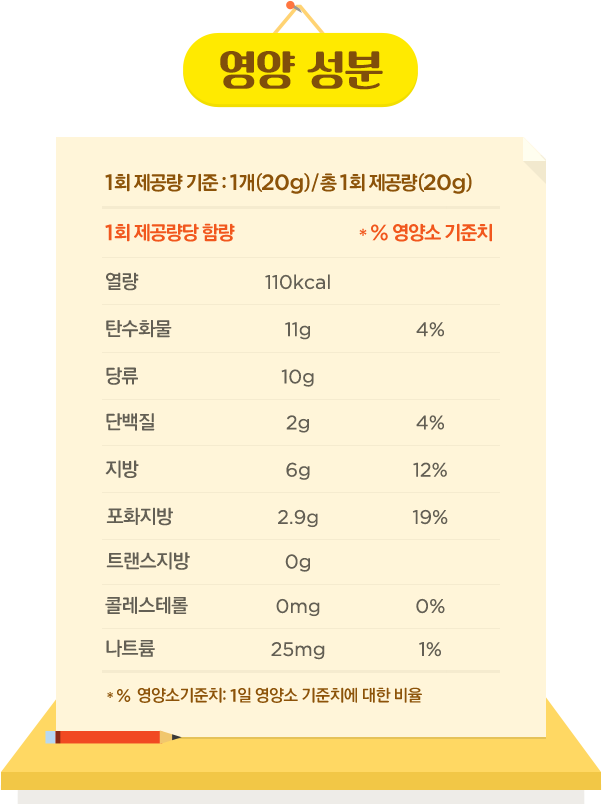 영양 성분
1회 제공량 기준 : 1개(20g)/총 1회 제공량(20g)
1회 제공량당 함량 * % 영양소 기준치
열량 110kcal
탄수화물 11g 4%
당류 10g
단백질 2g 4%
지방 6g 12%
포화지방 2.9g 19%
트랜스지방 0g
콜레스테롤 0mg 0%
나트륨 25mg 1%
* % 영양소기준치: 1일 영양소 기준치에 대한 비율